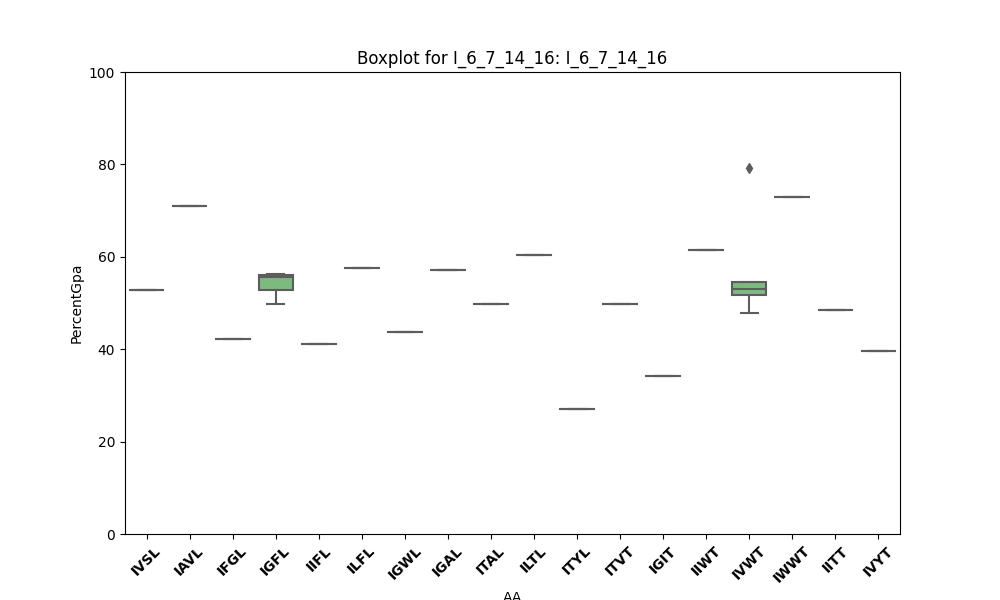 Boxplot for I_6_7_14_16: I_6_7_14_16
100
80
60
40
20
0
PercentGpa
IVSL IAVL IFGL IGFL IIFL ILFL IGWL IGAL ITAL ILTL ITYL ITVT IGIT IIWT IVWT IWWT IITT IVYT
AA